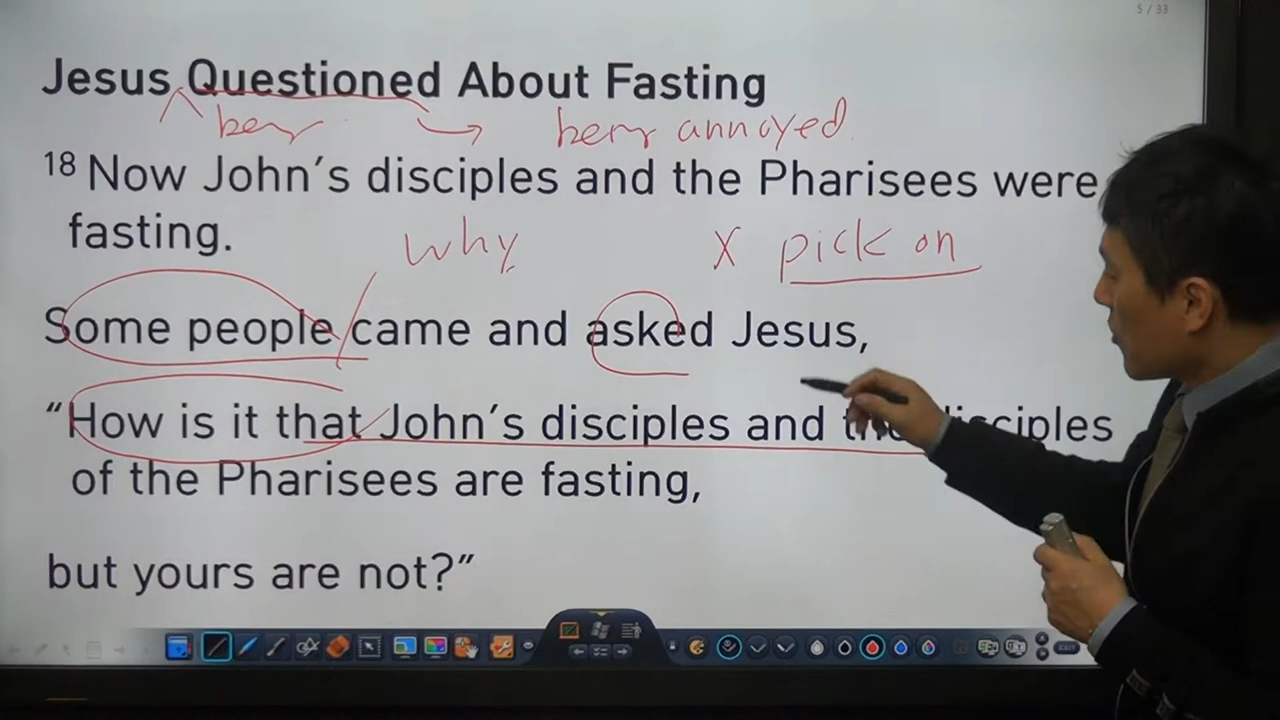 5 / 33
Jesus Questioned About Fasting
being being annoyed.
18 Now John's disciples and the Pharisees were
fasting.
why x pick on
Some people came and asked Jesus,
"How is it that John's disciples and the disciples
of the Pharisees are fasting,
but yours are not?"
EXIT